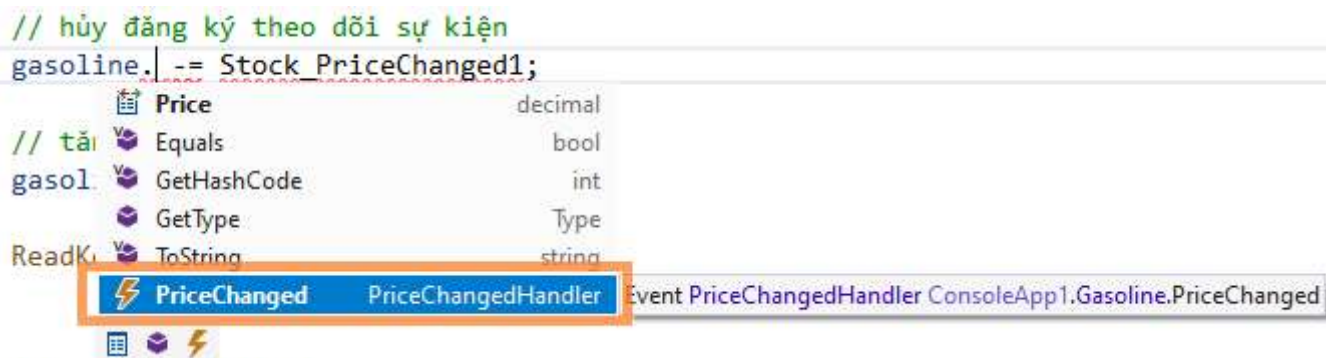 // hủy đăng ký theo dõi sự kiện
gasoline. -= Stock_PriceChanged1;
Price decimal
// tă Equals bool
gasol GetHashCode int
GetType Type
ReadK ToString string
PriceChanged PriceChangedHandler Event PriceChangedHandler ConsoleApp1.Gasoline.PriceChanged